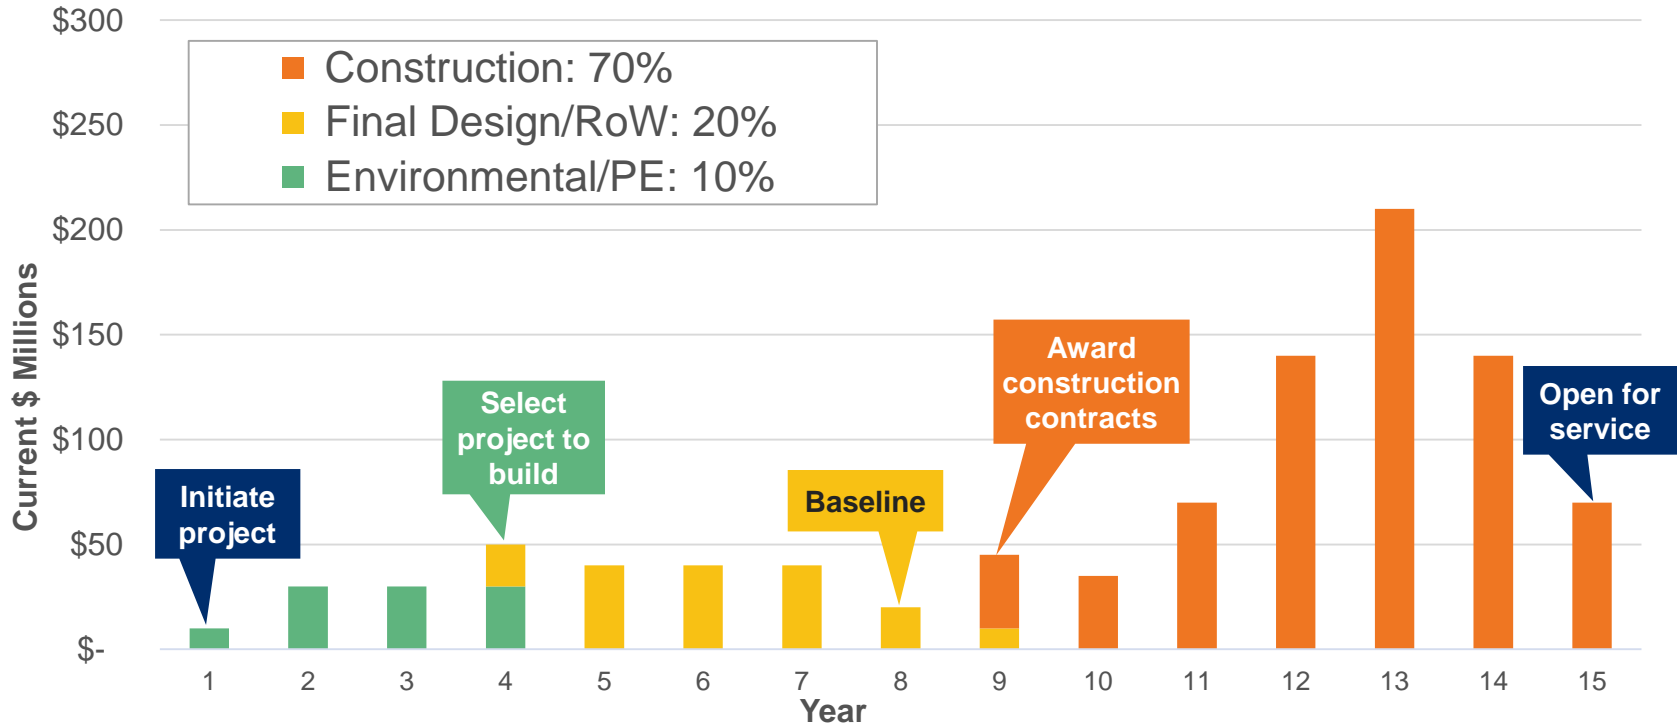 $300
$250
$200
$150
$100
$50
$-
Current $ Millions
Construction: 70%
Final Design/RoW: 20%
Environmental/PE: 10%
Initiate
project
Select
project to
build
Baseline
Award
construction
contracts
Open for
service
1 2 3 4 5 6 7 8 9 10 11 12 13 14 15
Year